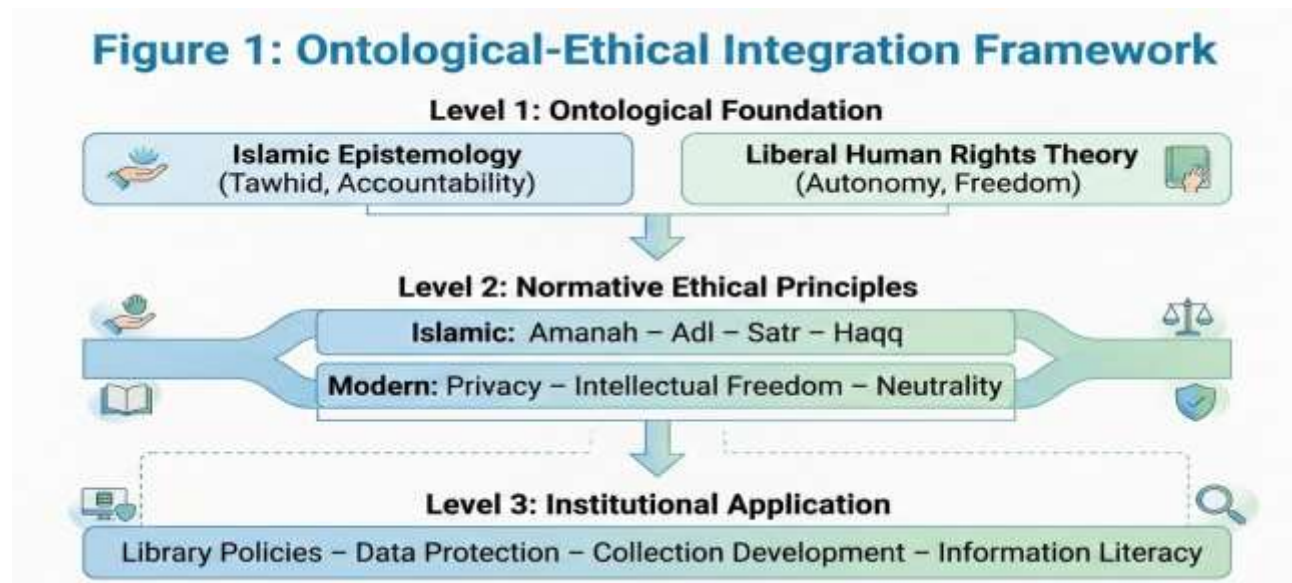 Figure 1: Ontological-Ethical Integration Framework
Level 1: Ontological Foundation
Islamic Epistemology
(Tawhid, Accountability)
Liberal Human Rights Theory
(Autonomy, Freedom)
Level 2: Normative Ethical Principles
Islamic: Amanah – Adl – Satr – Haqq
Modern: Privacy – Intellectual Freedom – Neutrality
Level 3: Institutional Application
Library Policies – Data Protection – Collection Development – Information Literacy